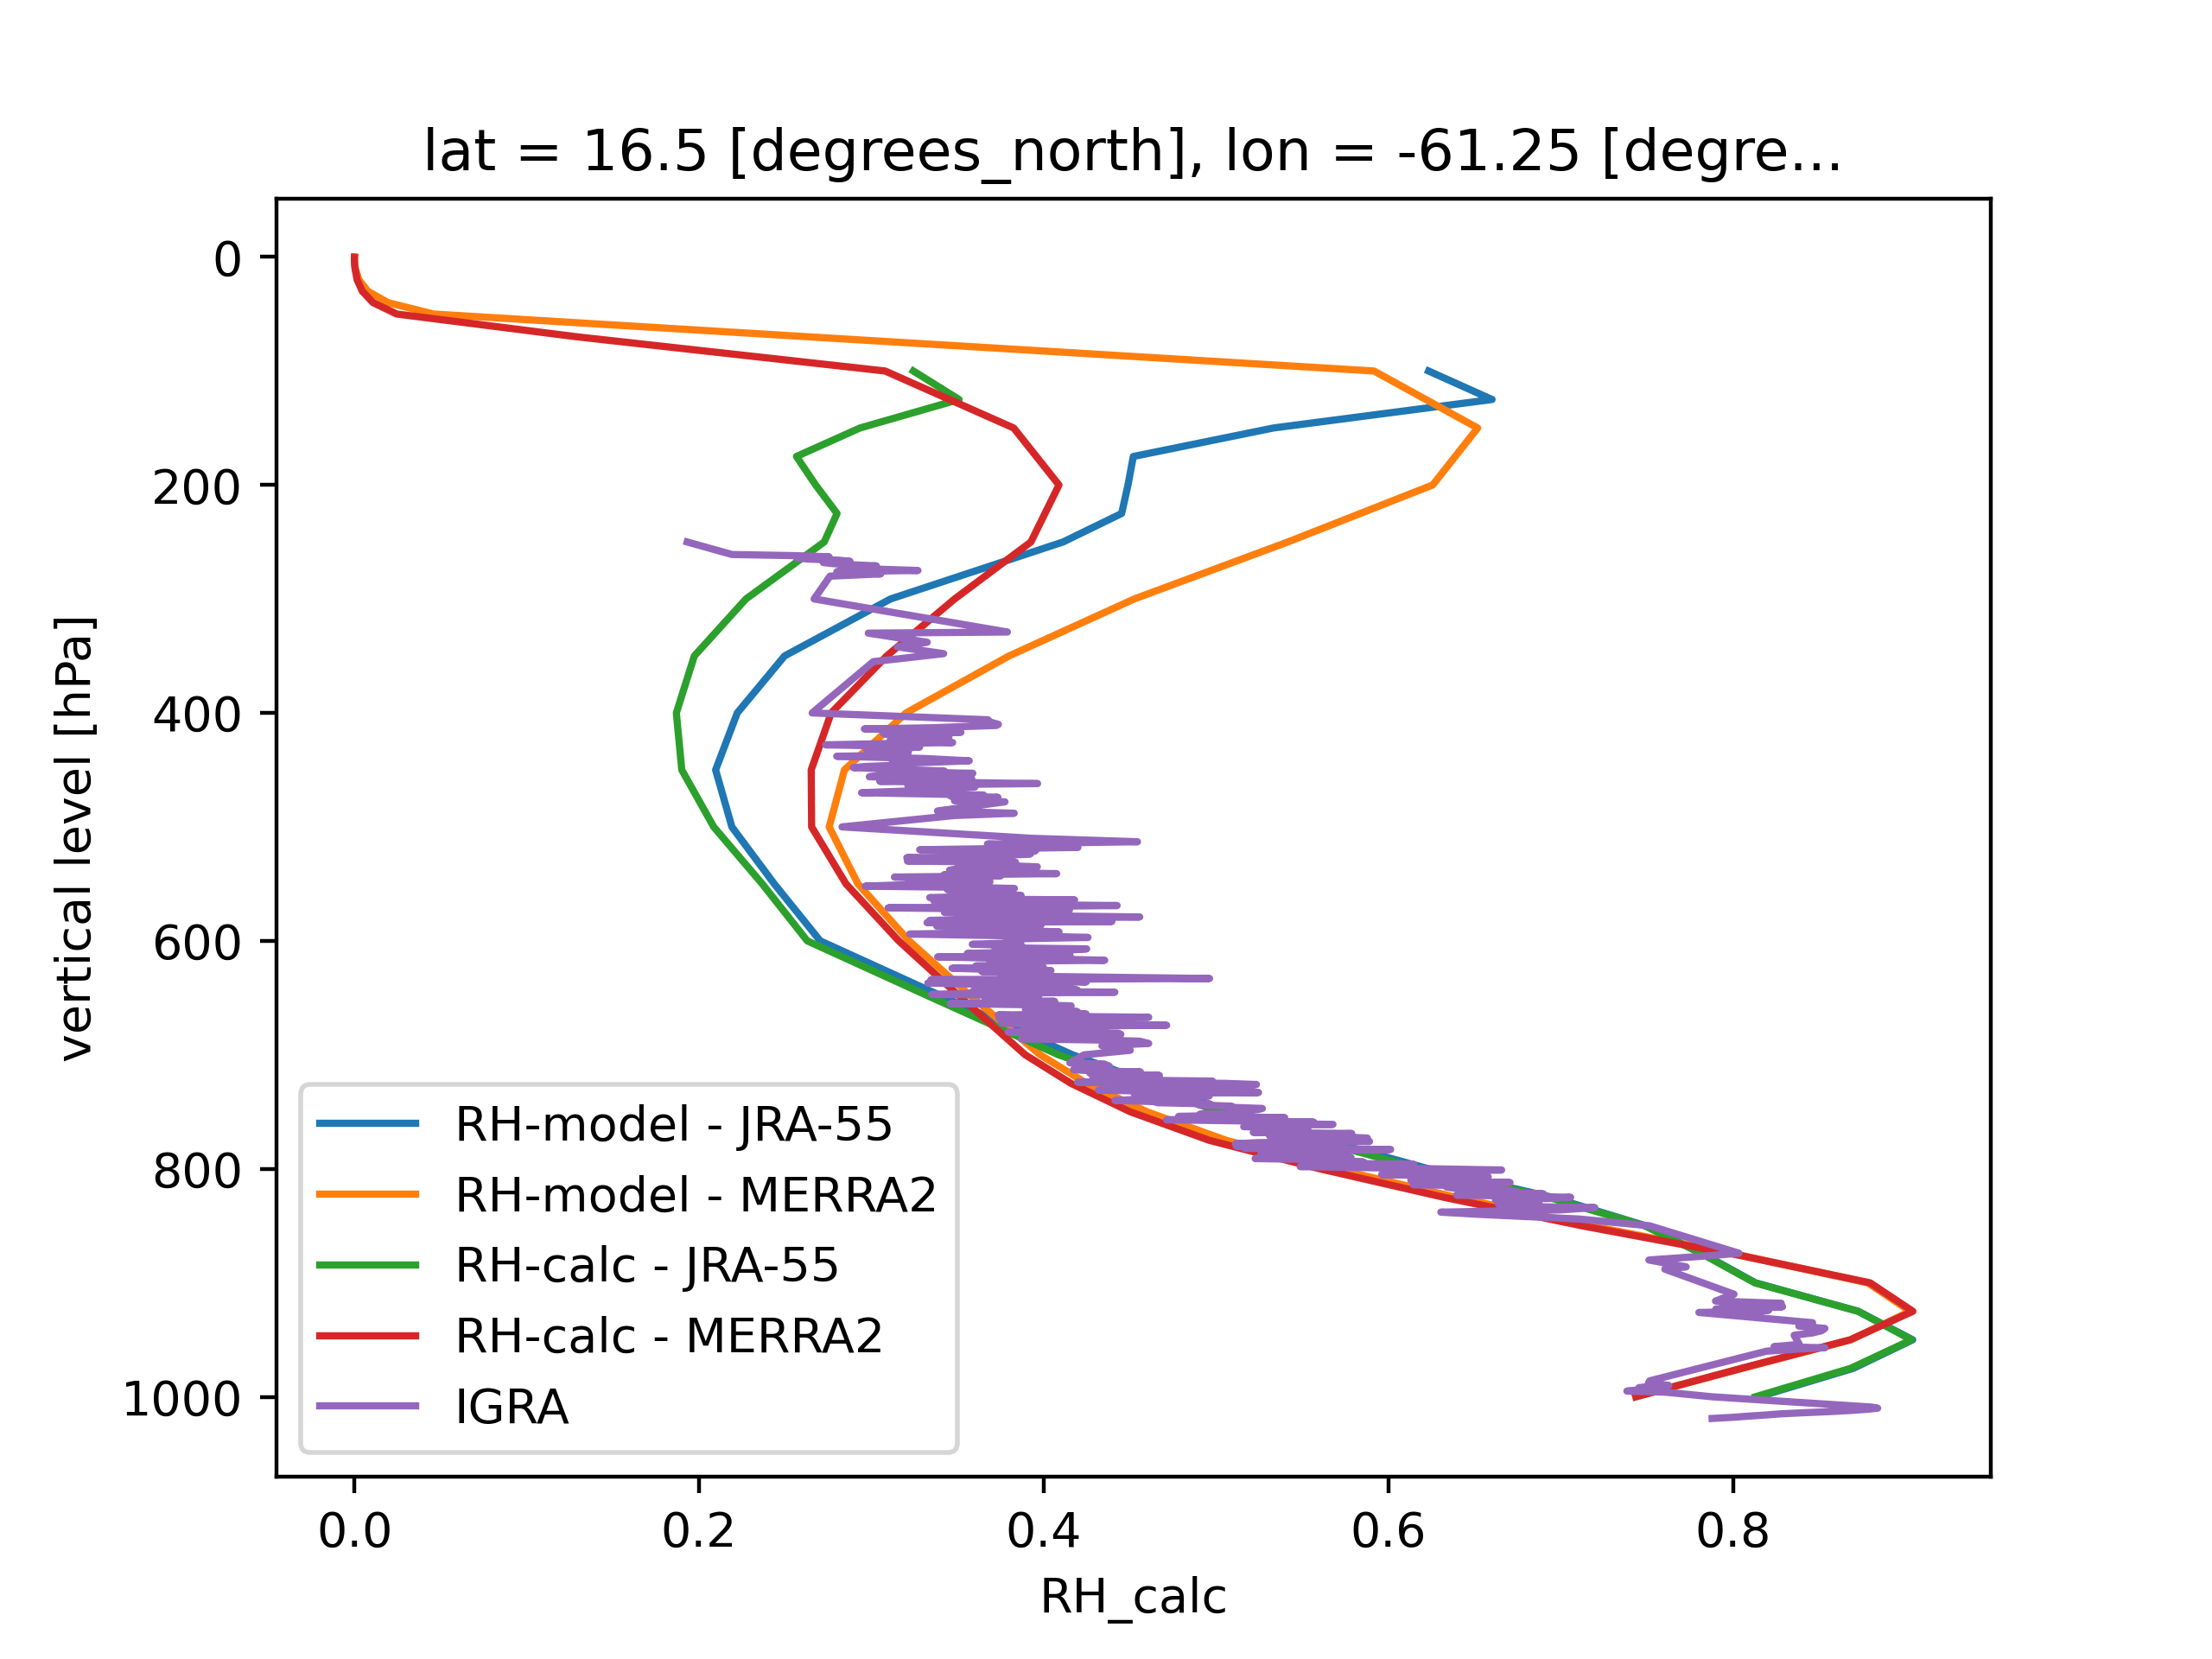 lat = 16.5 [degrees_north], lon = -61.25 [degre...
0
200
400
600
800
1000
vertical level [hPa]
RH-model - JRA-55
RH-model - MERRA2
RH-calc - JRA-55
RH-calc - MERRA2
IGRA
0.0 0.2 0.4 0.6 0.8
RH_calc